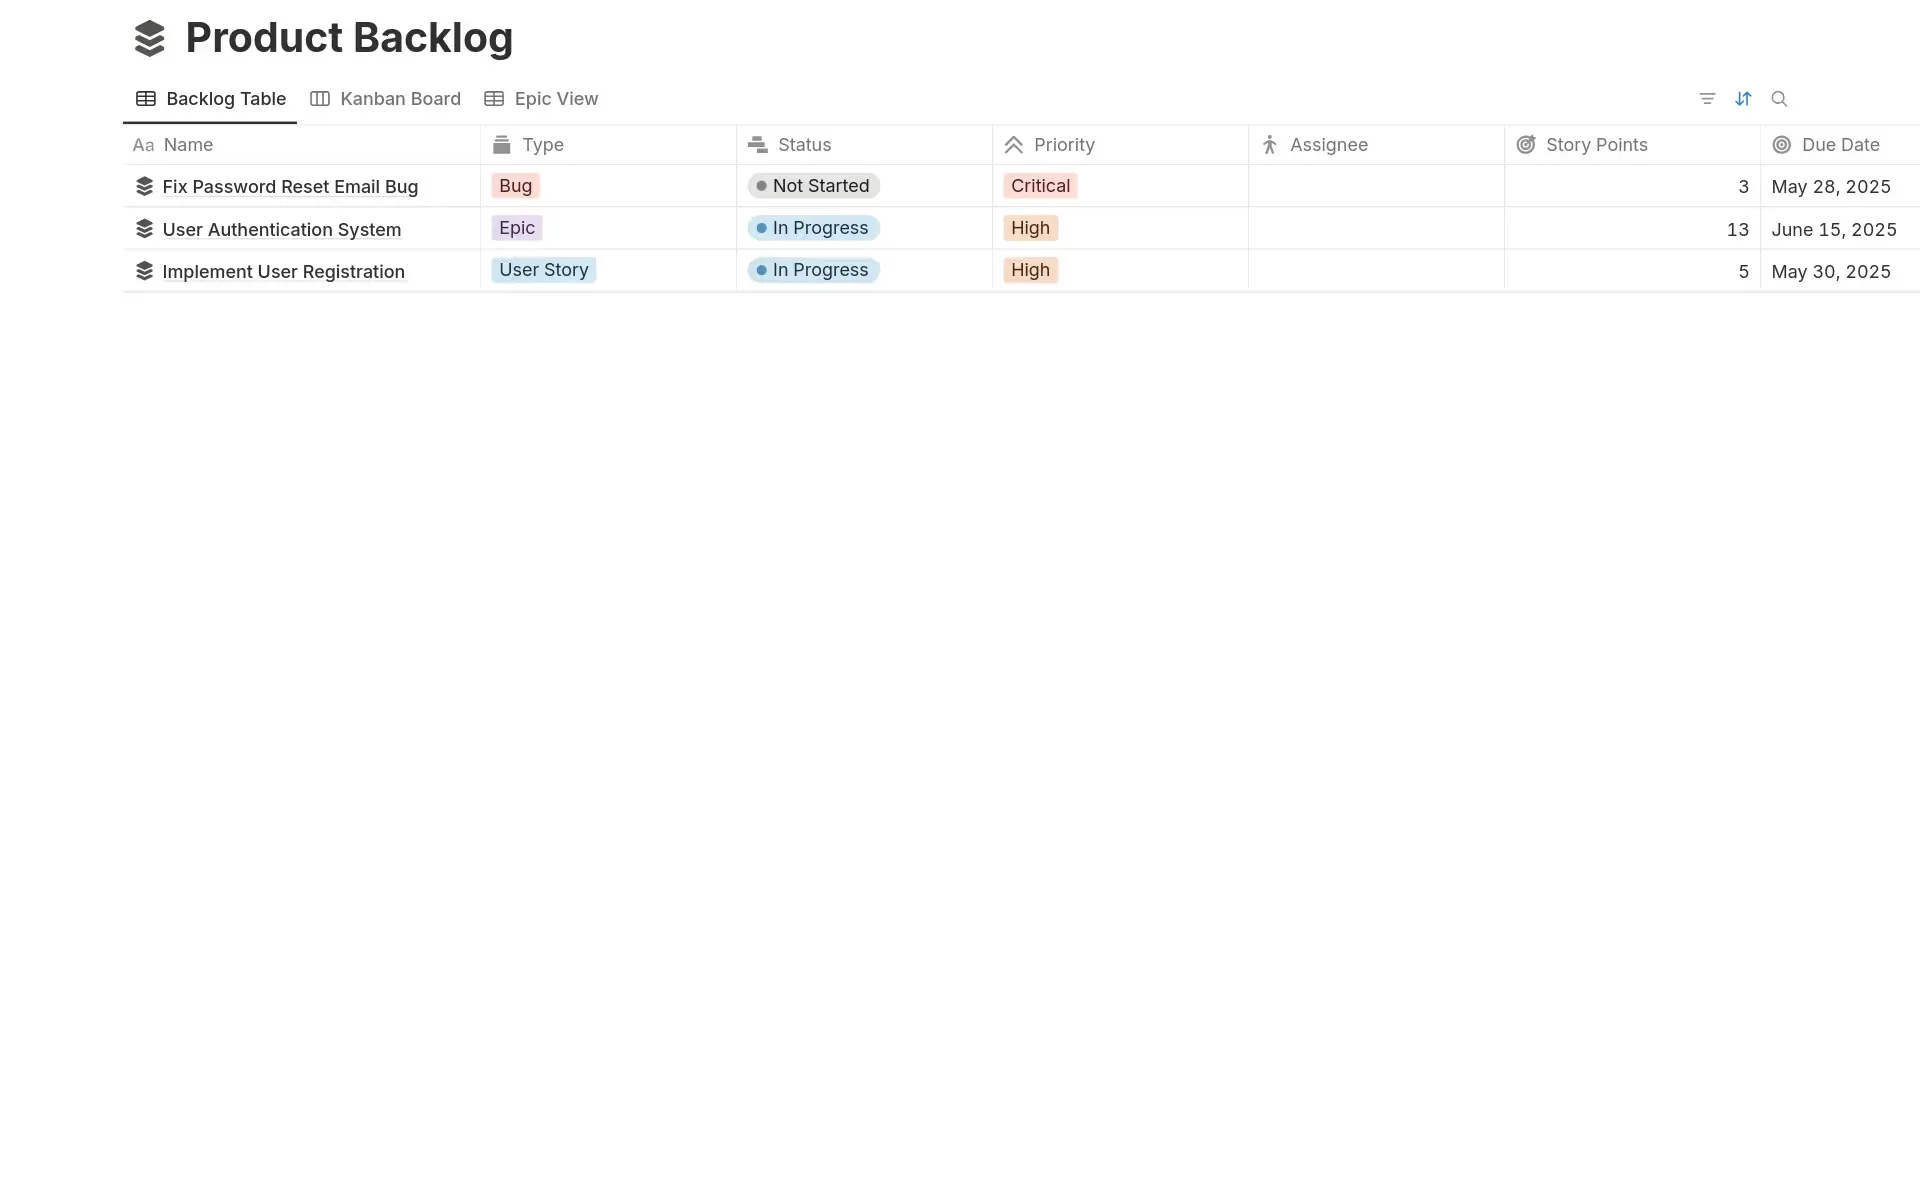 Product Backlog
Backlog Table Kanban Board Epic View
Aa Name Type Status Priority Assignee Story Points Due Date
Fix Password Reset Email Bug Bug Not Started Critical 3 May 28, 2025
User Authentication System Epic In Progress High 13 June 15, 2025
Implement User Registration User Story In Progress High 5 May 30, 2025